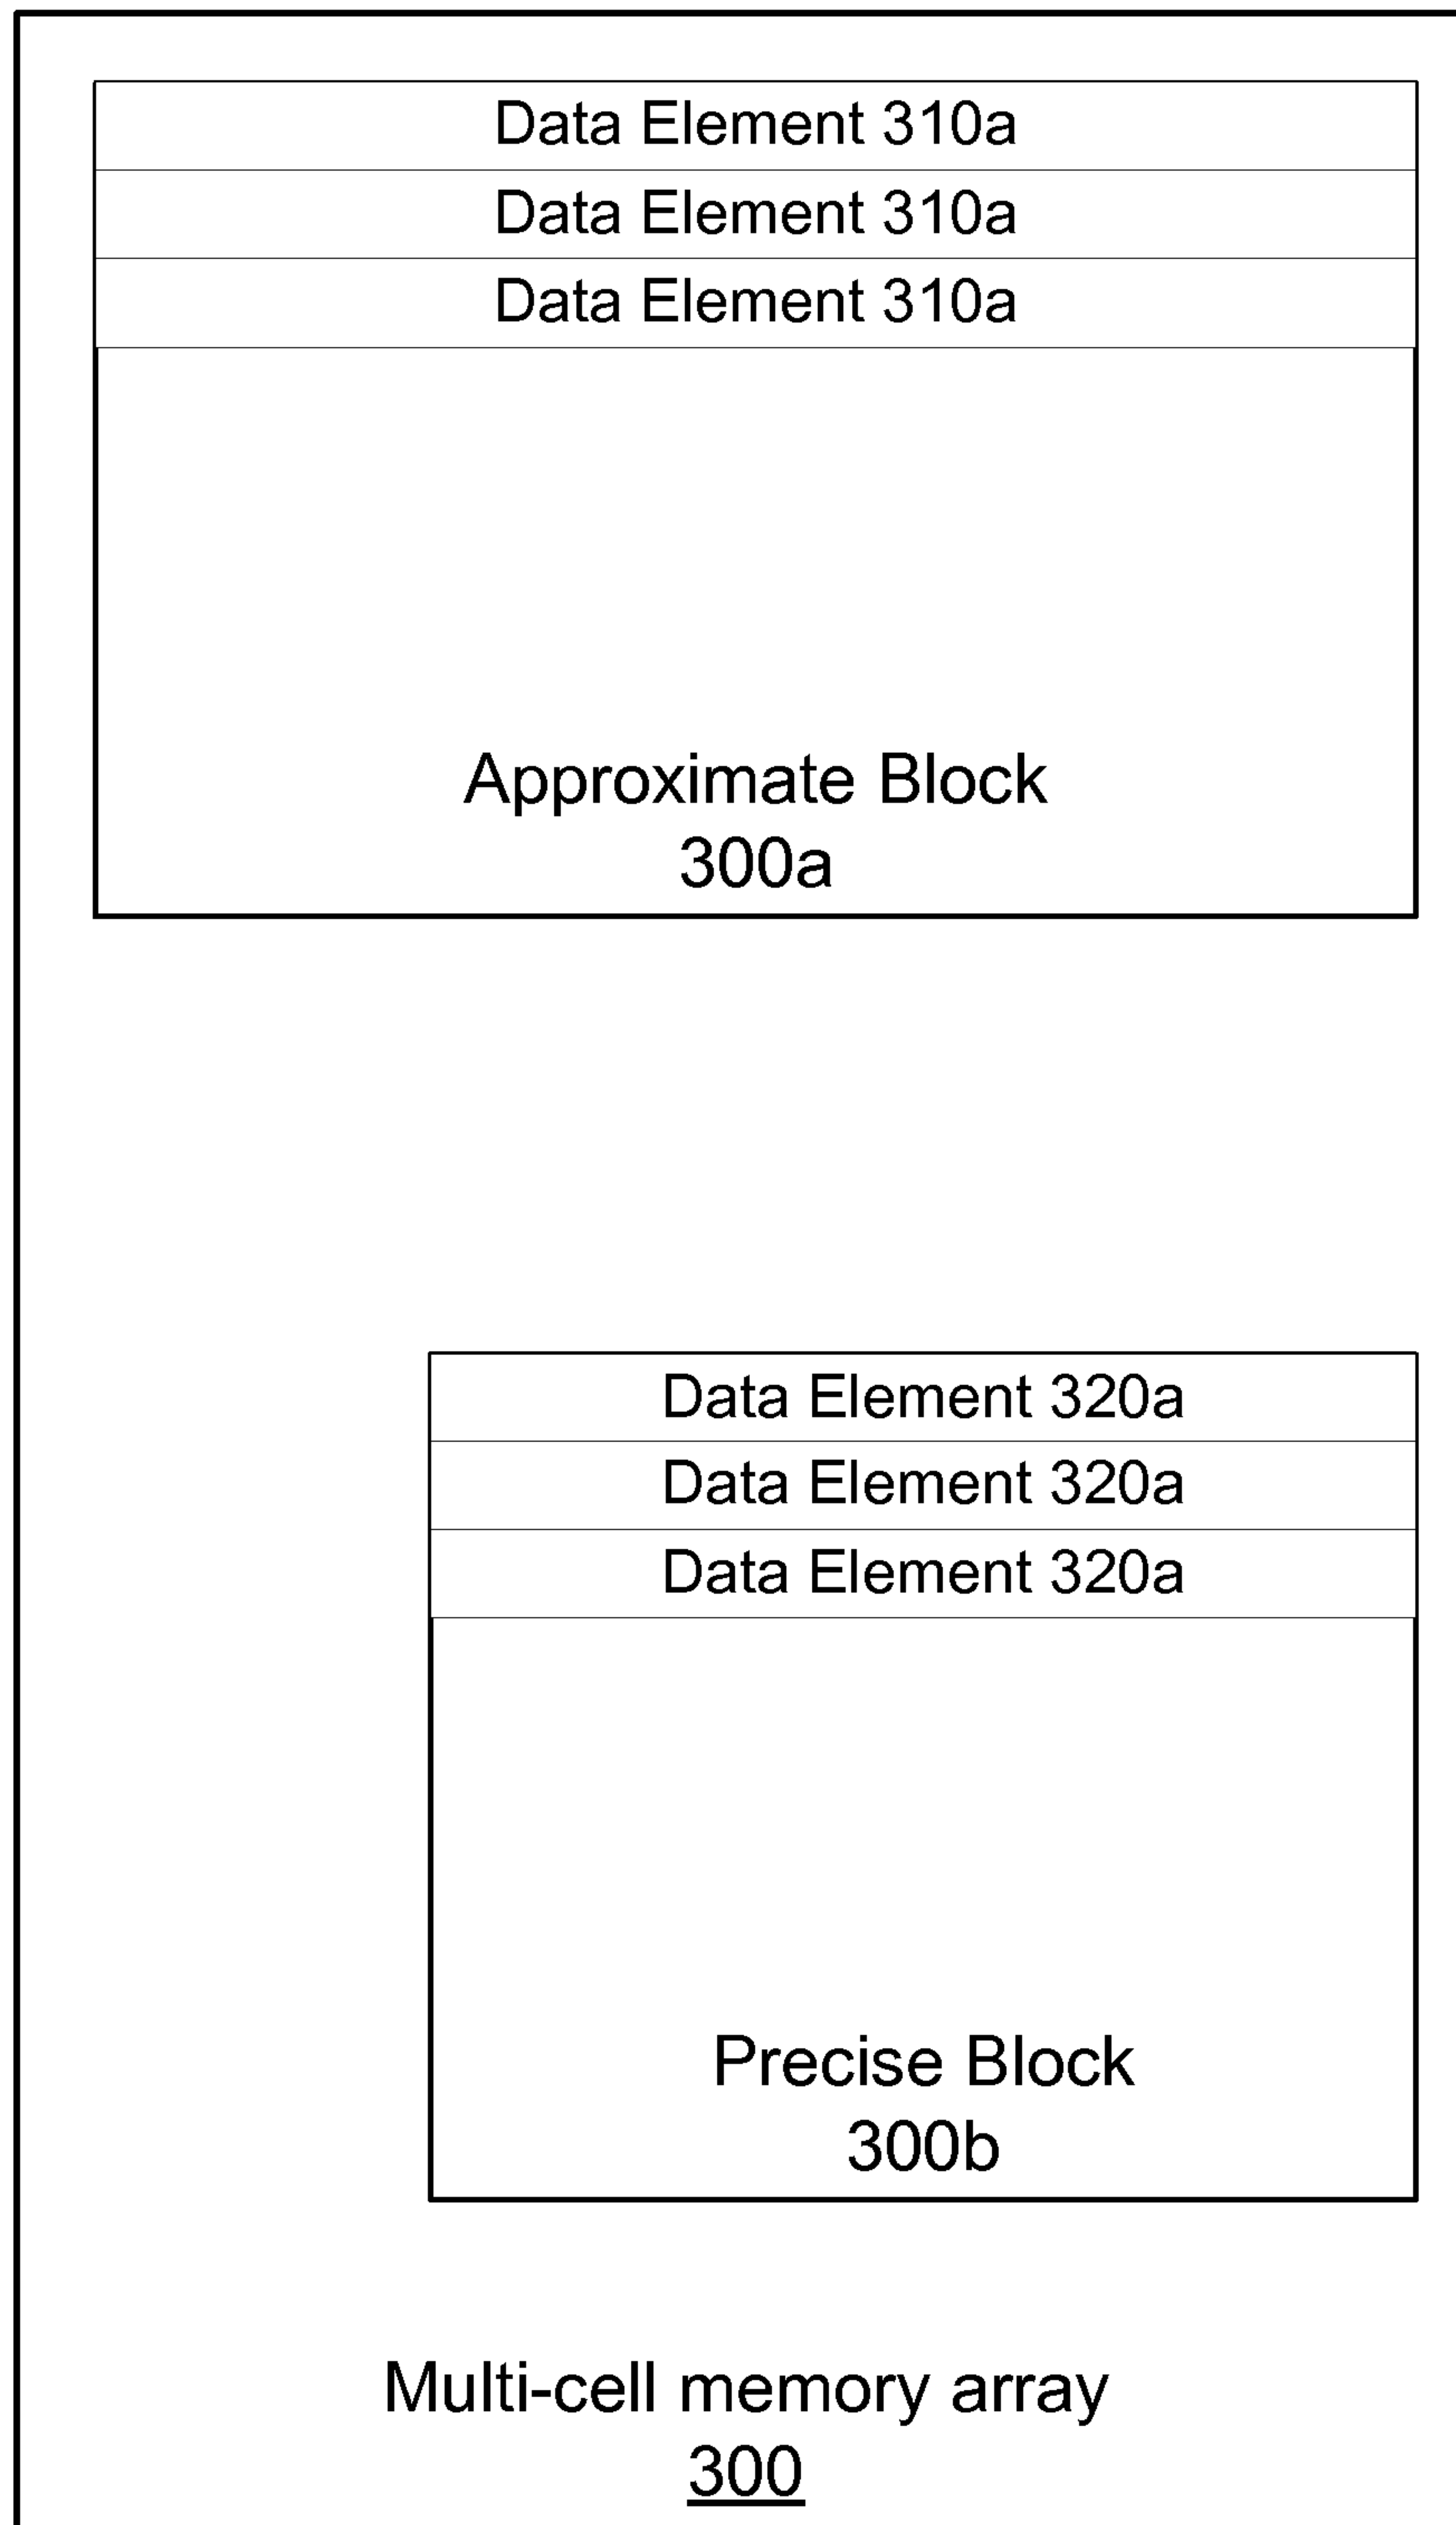 Data Element 310a
Data Element 310a
Data Element 310a
Approximate Block
300a
Data Element 320a
Data Element 320a
Data Element 320a
Precise Block
300b
Multi-cell memory array
300